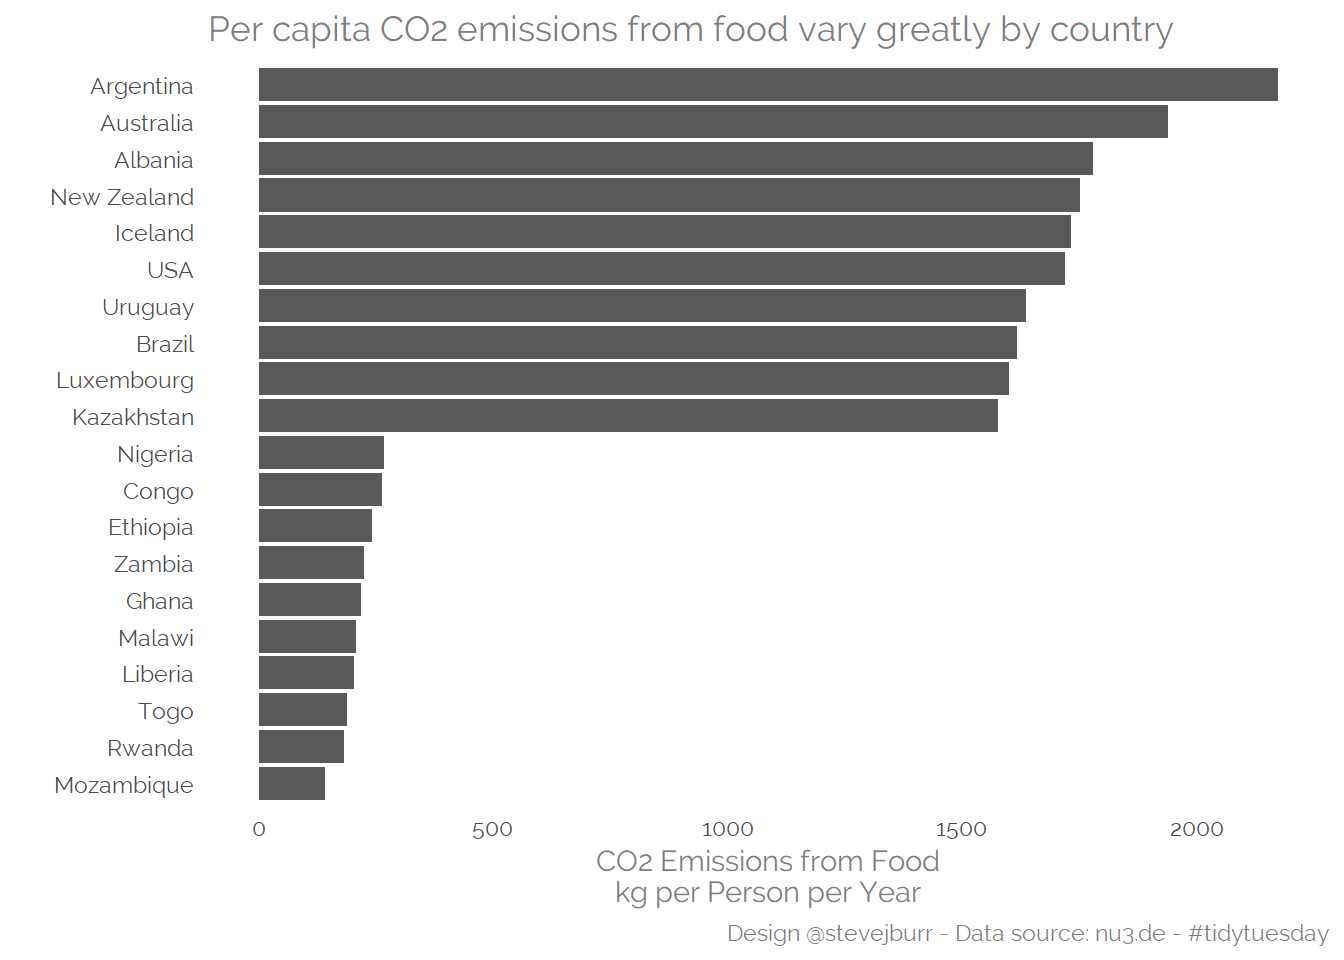 Per capita CO2 emissions from food vary greatly by country
Argentina
Australia
Albania
New Zealand
Iceland
USA
Uruguay
Brazil
Luxembourg
Kazakhstan
Nigeria
Congo
Ethiopia
Zambia
Ghana
Malawi
Liberia
Togo
Rwanda
Mozambique
0 500 1000 1500 2000
CO2 Emissions from Food
kg per Person per Year
Design @stevejburr - Data source: nu3.de - #tidytuesday